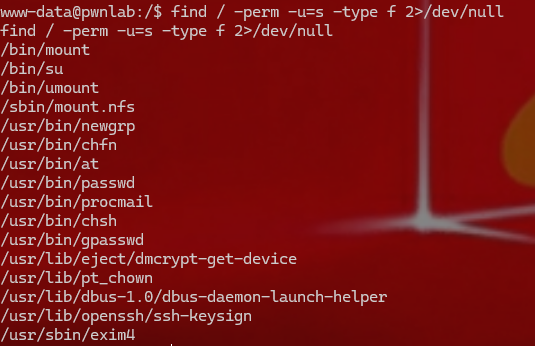 www-data@pwnlab:/$ find / -perm -u=s -type f 2>/dev/null
find / -perm -u=s -type f 2>/dev/null
/bin/mount
/bin/su
/bin/umount
/sbin/mount.nfs
/usr/bin/newgrp
/usr/bin/chfn
/usr/bin/at
/usr/bin/passwd
/usr/bin/procmail
/usr/bin/chsh
/usr/bin/gpasswd
/usr/lib/eject/dmcrypt-get-device
/usr/lib/pt_chown
/usr/lib/dbus-1.0/dbus-daemon-launch-helper
/usr/lib/openssh/ssh-keysign
/usr/sbin/exim4